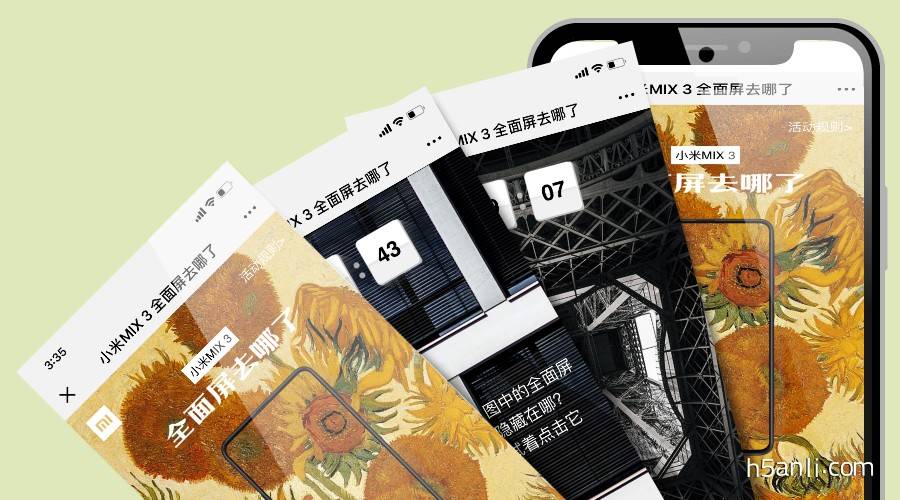 3:35
小米MIX 3 全面屏去哪了
活动规则>
小米MIX 3
全面屏去哪了
IX 3 全面屏去哪了
43
图中的全面屏
隐藏在哪?
试着点击它
MIX 3 全面屏去哪了
07
MIX 3 全面屏去哪了
活动规则>
小米MIX 3
屏去哪了
h5anli.com